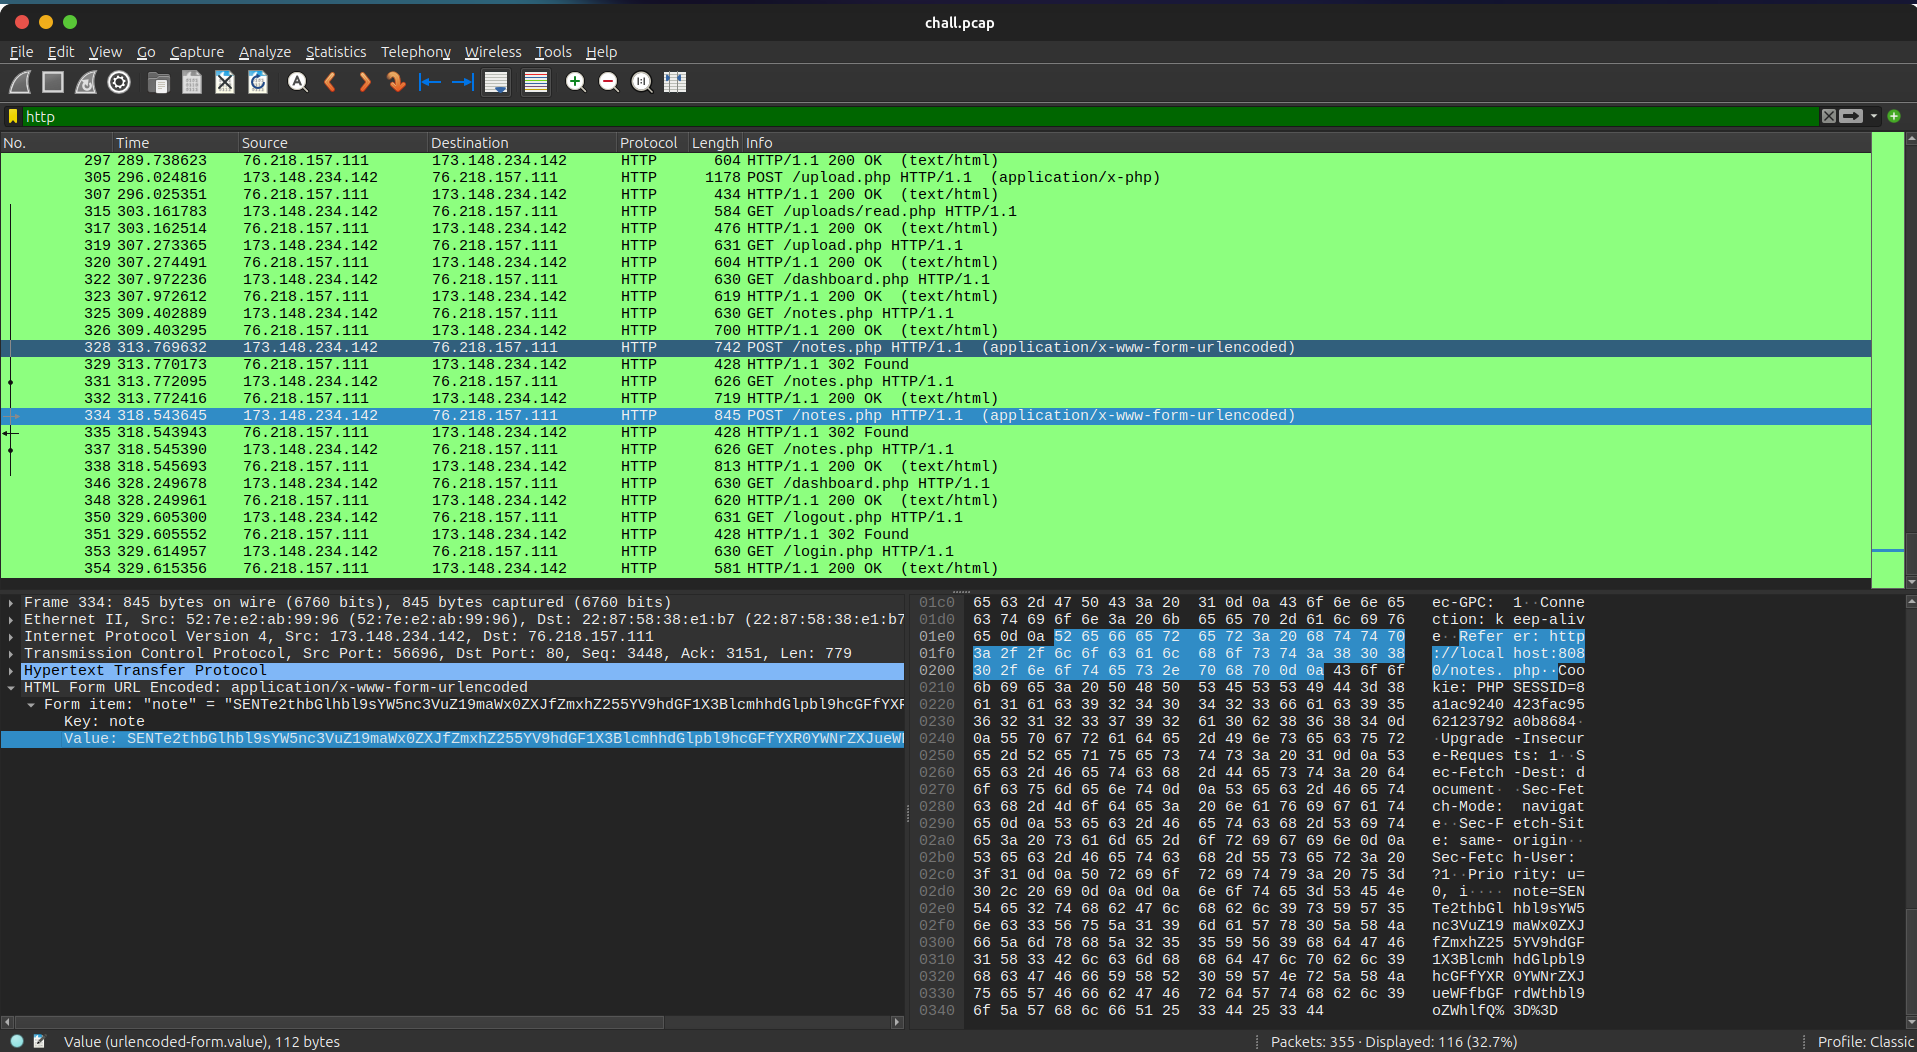 chall.pcap
File Edit View Go Capture Analyze Statistics Telephony Wireless Tools Help
http
No. Time Source Destination Protocol Length Info
297 289.738623 76.218.157.111 173.148.234.142 HTTP 604 HTTP/1.1 200 OK (text/html)
305 296.024816 173.148.234.142 76.218.157.111 HTTP 1178 POST /upload.php HTTP/1.1 (application/x-php)
307 296.025351 76.218.157.111 173.148.234.142 HTTP 434 HTTP/1.1 200 OK (text/html)
315 303.161783 173.148.234.142 76.218.157.111 HTTP 584 GET /uploads/read.php HTTP/1.1
317 303.162514 76.218.157.111 173.148.234.142 HTTP 476 HTTP/1.1 200 OK (text/html)
319 307.273365 173.148.234.142 76.218.157.111 HTTP 631 GET /upload.php HTTP/1.1
320 307.274491 76.218.157.111 173.148.234.142 HTTP 604 HTTP/1.1 200 OK (text/html)
322 307.972236 173.148.234.142 76.218.157.111 HTTP 630 GET /dashboard.php HTTP/1.1
323 307.972612 76.218.157.111 173.148.234.142 HTTP 619 HTTP/1.1 200 OK (text/html)
325 309.402889 173.148.234.142 76.218.157.111 HTTP 630 GET /notes.php HTTP/1.1
326 309.403295 76.218.157.111 173.148.234.142 HTTP 700 HTTP/1.1 200 OK (text/html)
328 313.769632 173.148.234.142 76.218.157.111 HTTP 742 POST /notes.php HTTP/1.1 (application/x-www-form-urlencoded)
329 313.770173 76.218.157.111 173.148.234.142 HTTP 428 HTTP/1.1 302 Found
331 313.772095 173.148.234.142 76.218.157.111 HTTP 626 GET /notes.php HTTP/1.1
332 313.772416 76.218.157.111 173.148.234.142 HTTP 719 HTTP/1.1 200 OK (text/html)
334 318.543645 173.148.234.142 76.218.157.111 HTTP 845 POST /notes.php HTTP/1.1 (application/x-www-form-urlencoded)
335 318.543943 76.218.157.111 173.148.234.142 HTTP 428 HTTP/1.1 302 Found
337 318.545390 173.148.234.142 76.218.157.111 HTTP 626 GET /notes.php HTTP/1.1
338 318.545693 76.218.157.111 173.148.234.142 HTTP 813 HTTP/1.1 200 OK (text/html)
346 328.249678 173.148.234.142 76.218.157.111 HTTP 630 GET /dashboard.php HTTP/1.1
348 328.249961 76.218.157.111 173.148.234.142 HTTP 620 HTTP/1.1 200 OK (text/html)
350 329.605300 173.148.234.142 76.218.157.111 HTTP 631 GET /logout.php HTTP/1.1
351 329.605552 76.218.157.111 173.148.234.142 HTTP 428 HTTP/1.1 302 Found
353 329.614957 173.148.234.142 76.218.157.111 HTTP 630 GET /login.php HTTP/1.1
354 329.615356 76.218.157.111 173.148.234.142 HTTP 581 HTTP/1.1 200 OK (text/html)
Frame 334: 845 bytes on wire (6760 bits), 845 bytes captured (6760 bits)
Ethernet II, Src: 52:7e:e2:ab:99:96 (52:7e:e2:ab:99:96), Dst: 22:87:58:38:e1:b7 (22:87:58:38:e1:b7
Internet Protocol Version 4, Src: 173.148.234.142, Dst: 76.218.157.111
Transmission Control Protocol, Src Port: 56696, Dst Port: 80, Seq: 3448, Ack: 3151, Len: 779
Hypertext Transfer Protocol
HTML Form URL Encoded: application/x-www-form-urlencoded
Form item: "note" = "SENTe2thbGlhbl9sYW5nc3VuZ19maWx0ZXJfZmxhZ255YV9hdGF1X3BlcmhhdGlpbl9hcGFfYXR0YWNrZXJueWFfYXR
Key: note
Value: SENTe2thbGlhbl9sYW5nc3VuZ19maWx0ZXJfZmxhZ255YV9hdGF1X3BlcmhhdGlpbl9hcGFfYXR0YWNrZXJueW
01c0 65 63 2d 47 50 43 3a 20 31 0d 0a 43 6f 6e 6e 65 ec-GPC: 1··Conne
01d0 63 74 69 6f 6e 3a 20 6b 65 65 70 2d 61 6c 69 76 ction: keep-aliv
01e0 65 0d 0a 52 65 66 65 72 65 72 3a 20 68 74 74 70 e··Referer: http
01f0 3a 2f 2f 6c 6f 63 61 6c 68 6f 73 74 3a 38 30 38 ://localhost:808
0200 30 2f 6e 6f 74 65 73 2e 70 68 70 0d 0a 43 6f 6f 0/notes.php··Coo
0210 6b 69 65 3a 20 50 48 50 53 45 53 53 49 44 3d 38 kie: PHPSESSID=8
0220 61 31 61 63 39 32 34 30 34 32 33 66 61 63 39 35 a1ac9240423fac95
0230 36 32 31 32 33 37 39 32 61 30 62 38 36 38 34 0d 62123792a0b8684·
0240 0a 55 70 67 72 61 64 65 2d 49 6e 73 65 63 75 72 ·Upgrade-Insecur
0250 65 2d 52 65 71 75 65 73 74 73 3a 20 31 0d 0a 53 e-Requests: 1··S
0260 65 63 2d 46 65 74 63 68 2d 44 65 73 74 3a 20 64 ec-Fetch-Dest: d
0270 6f 63 75 6d 65 6e 74 0d 0a 53 65 63 2d 46 65 74 ocument··Sec-Fet
0280 63 68 2d 4d 6f 64 65 3a 20 6e 61 76 69 67 61 74 ch-Mode: navigat
0290 65 0d 0a 53 65 63 2d 46 65 74 63 68 2d 53 69 74 e··Sec-Fetch-Sit
02a0 65 3a 20 73 61 6d 65 2d 6f 72 69 67 69 6e 0d 0a e: same-origin··
02b0 53 65 63 2d 46 65 74 63 68 2d 55 73 65 72 3a 20 Sec-Fetch-User:
02c0 3f 31 0d 0a 50 72 69 6f 72 69 74 79 3a 20 75 3d ?1··Priority: u=
02d0 30 2c 20 69 0d 0a 0d 0a 6e 6f 74 65 3d 53 45 4e 0, i····note=SEN
02e0 54 65 32 74 68 62 47 6c 68 62 6c 39 73 59 57 35 Te2thbGlhbl9sYW5
02f0 6e 63 33 56 75 5a 31 39 6d 61 57 78 30 5a 58 4a nc3VuZ19maWx0ZXJ
0300 66 5a 6d 78 68 5a 32 35 35 59 56 39 68 64 47 46 fZmxhZ255YV9hdGF
0310 31 58 33 42 6c 63 6d 68 68 64 47 6c 70 62 6c 39 1X3BlcmhhdGlpbl9
0320 68 63 47 46 66 59 58 52 30 59 57 4e 72 5a 58 4a hcGFfYXR0YWNrZXJ
0330 75 65 57 46 66 62 47 46 72 64 57 74 68 62 6c 39 ueWFfbGFrdWthbl9
0340 6f 5a 57 68 6c 66 51 25 33 44 25 33 44 oZWhlfQ%3D%3D
Value (urlencoded-form.value), 112 bytes
Packets: 355 · Displayed: 116 (32.7%)
Profile: Classic